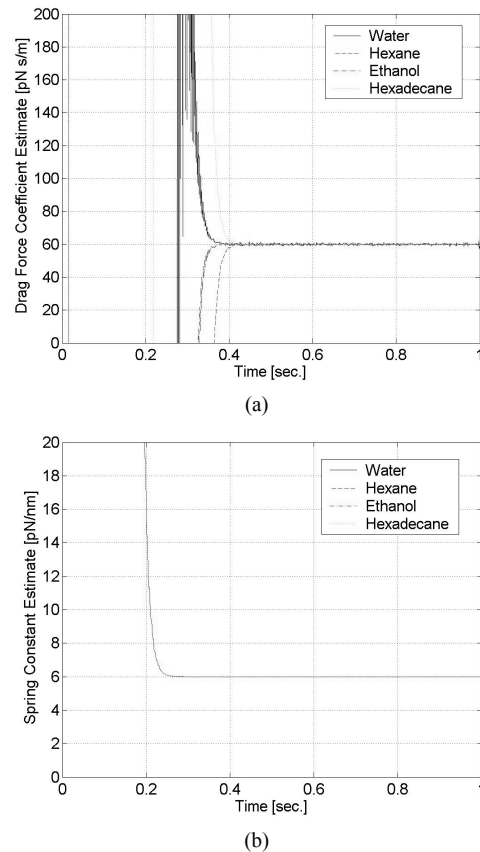 200
180
160
140
120
100
80
60
40
20
0
Drag Force Coefficient Estimate [pN s/m]
Water
Hexane
Ethanol
Hexadecane
0 0.2 0.4 0.6 0.8 1
Time [sec.]
(a)
20
18
16
14
12
10
8
6
4
2
0
Spring Constant Estimate [pN/nm]
Water
Hexane
Ethanol
Hexadecane
0 0.2 0.4 0.6 0.8 1
Time [sec.]
(b)